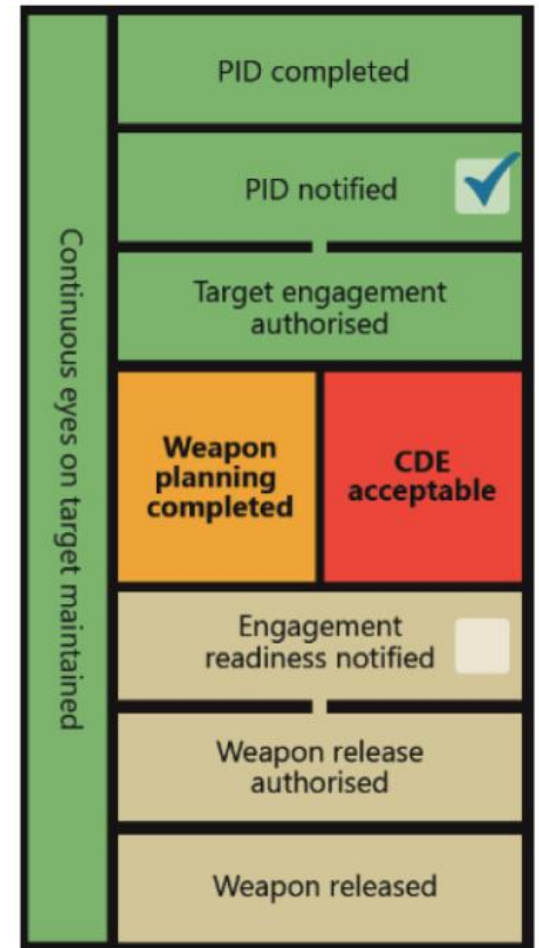 Continuous eyes on target maintained
PID completed
PID notified
Target engagement
authorised
Weapon
planning
completed
CDE
acceptable
Engagement
readiness notified
Weapon release
authorised
Weapon released